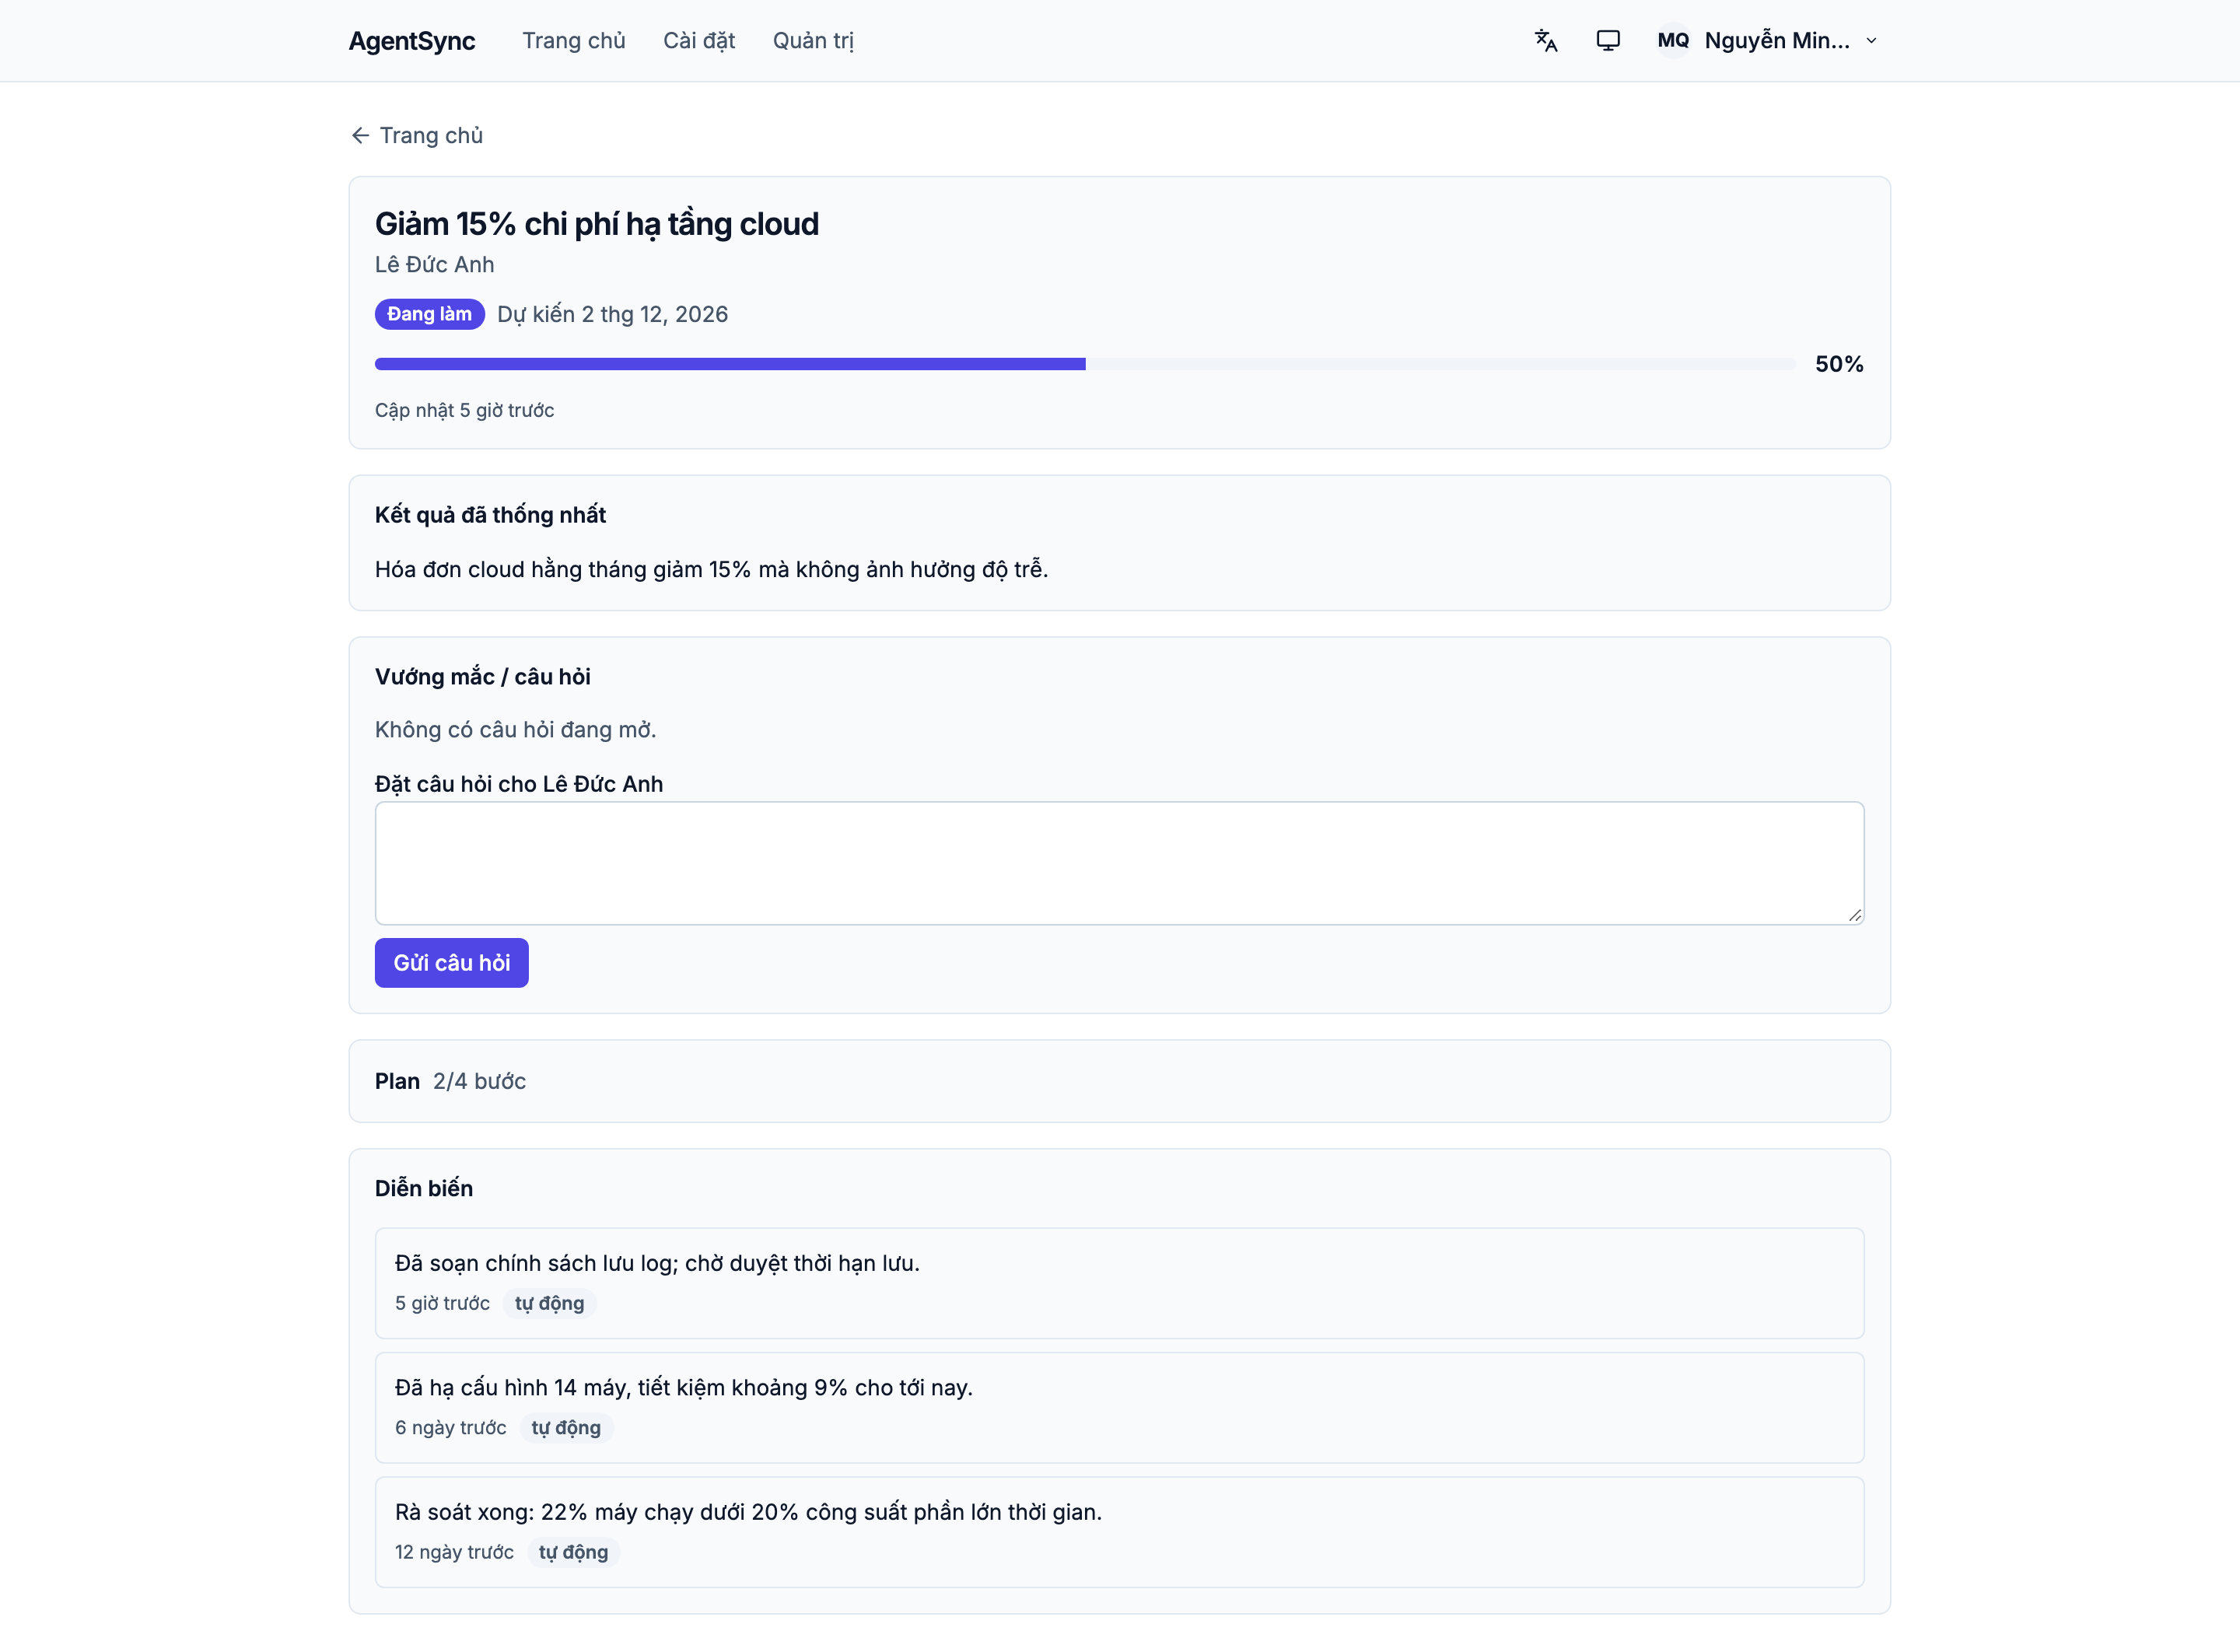 AgentSync Trang chủ Cài đặt Quản trị MQ Nguyễn Min...
Trang chủ
Giảm 15% chi phí hạ tầng cloud
Lê Đức Anh
Đang làm Dự kiến 2 thg 12, 2026
50%
Cập nhật 5 giờ trước
Kết quả đã thống nhất
Hóa đơn cloud hằng tháng giảm 15% mà không ảnh hưởng độ trễ.
Vướng mắc / câu hỏi
Không có câu hỏi đang mở.
Đặt câu hỏi cho Lê Đức Anh
Gửi câu hỏi
Plan 2/4 bước
Diễn biến
Đã soạn chính sách lưu log; chờ duyệt thời hạn lưu.
5 giờ trước tự động
Đã hạ cấu hình 14 máy, tiết kiệm khoảng 9% cho tới nay.
6 ngày trước tự động
Rà soát xong: 22% máy chạy dưới 20% công suất phần lớn thời gian.
12 ngày trước tự động